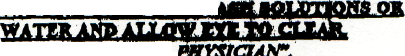 SOLUTIONS OR
WATER AND ALLOW EYE TO CLEAR
PHYSICIAN".